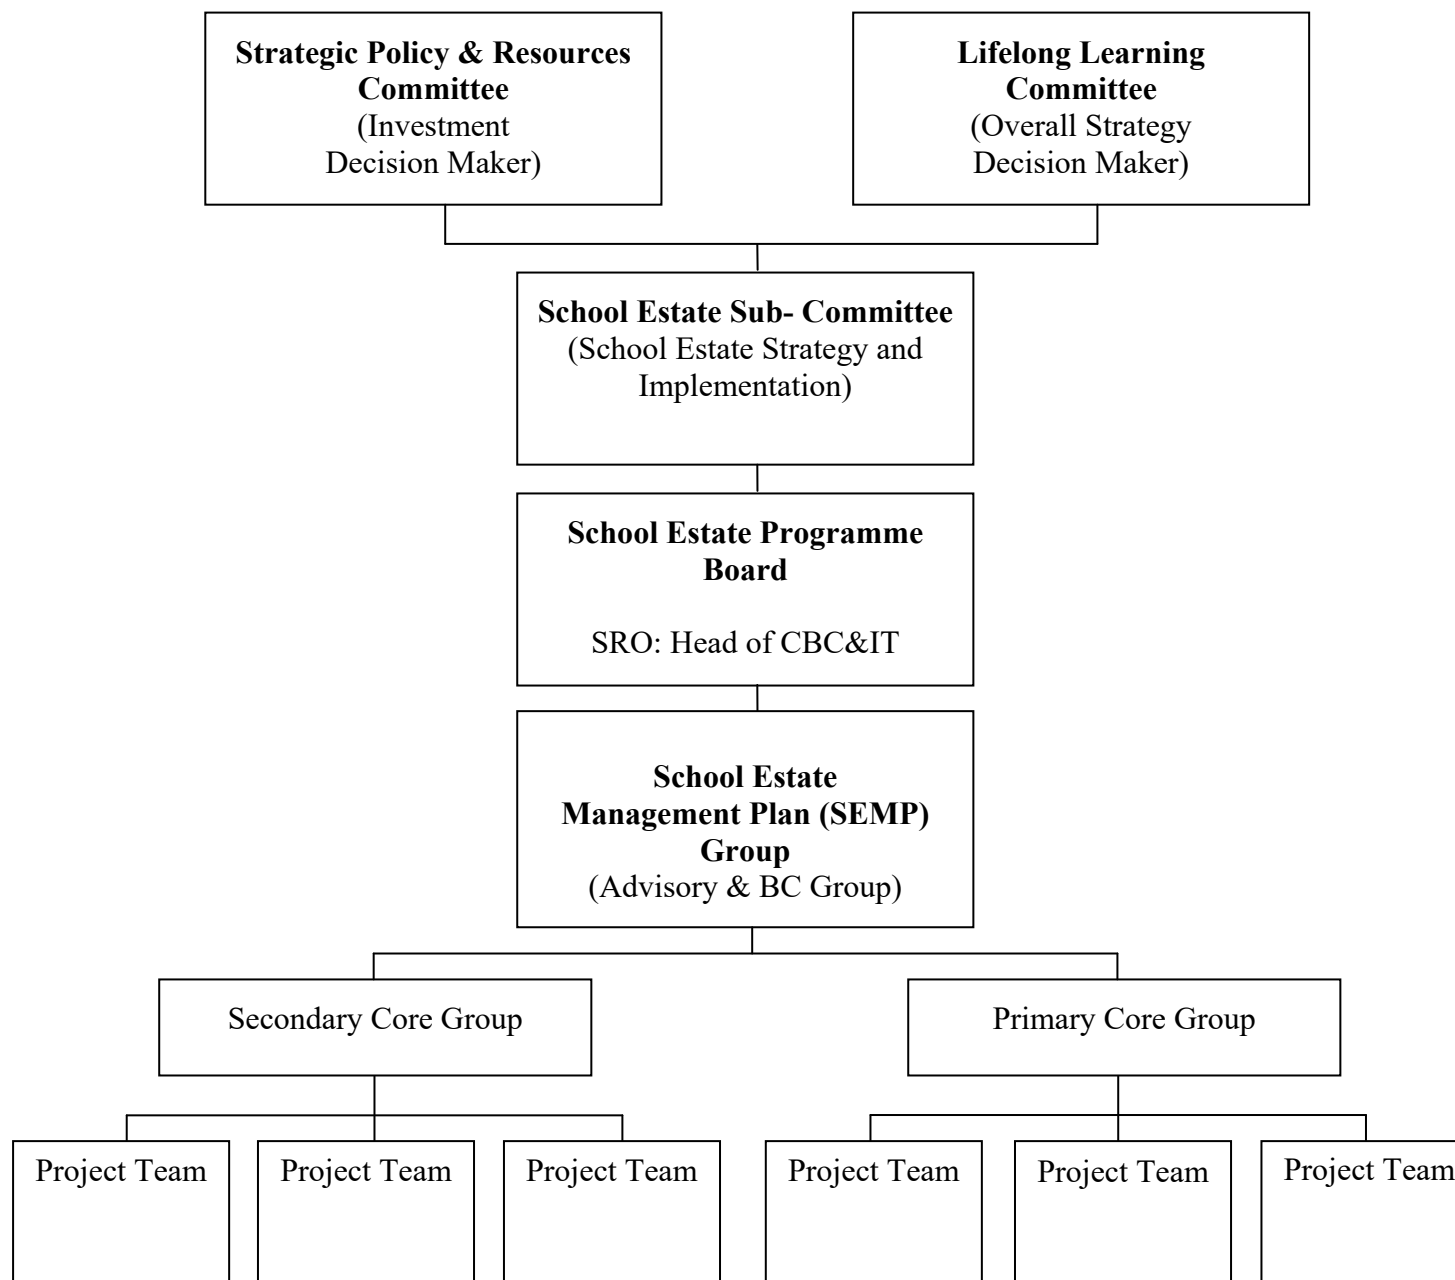 Strategic Policy & Resources
Committee
(Investment
Decision Maker)
Lifelong Learning
Committee
(Overall Strategy
Decision Maker)
School Estate Sub- Committee
(School Estate Strategy and
Implementation)
School Estate Programme
Board
SRO: Head of CBC&IT
School Estate
Management Plan (SEMP)
Group
(Advisory & BC Group)
Secondary Core Group
Primary Core Group
Project Team
Project Team
Project Team
Project Team
Project Team
Project Team